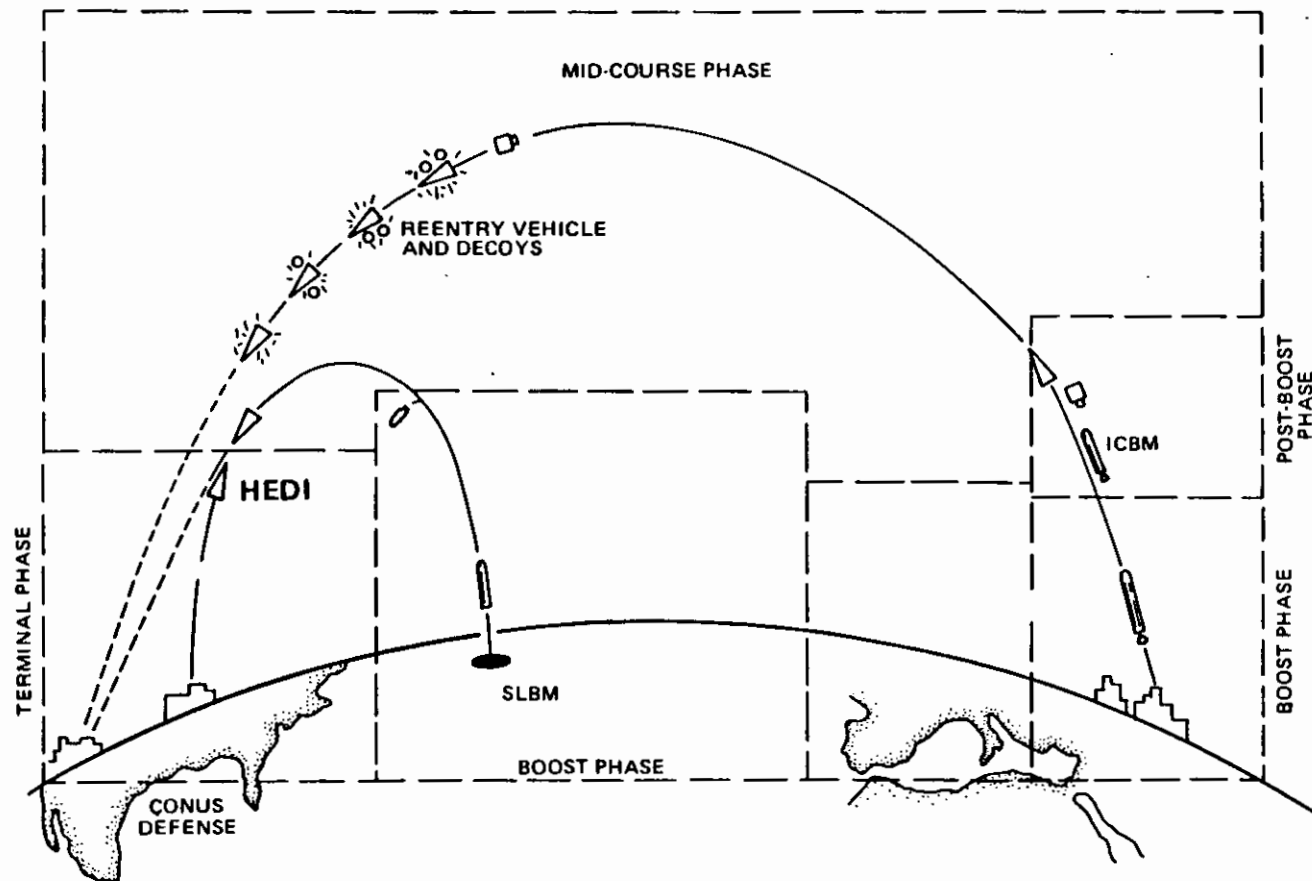 MID-COURSE PHASE
REENTRY VEHICLE
AND DECOYS
POST-BOOST
PHASE
ICBM
HEDI
TERMINAL PHASE
BOOST PHASE
SLBM
BOOST PHASE
CONUS
DEFENSE